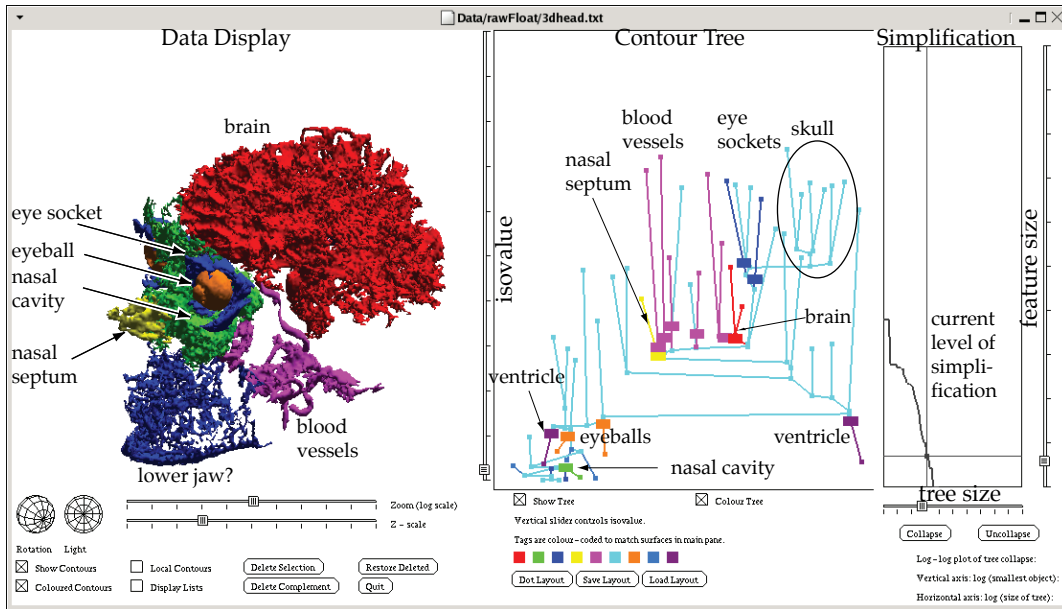 Data/rawFloat/3dhead.txt
Data Display
Contour Tree
Simplification
brain
eye socket
eyeball
nasal
cavity
nasal
septum
lower jaw?
blood
vessels
isovalue
blood
vessels
eye
sockets
skull
nasal
septum
brain
ventricle
eyeballs
ventricle
nasal cavity
feature size
current
level of
simpli-
fication
tree size
Zoom (log scale)
Z - scale
Rotation
Light
Show Contours
Local Contours
Delete Selection
Restore Deleted
Coloured Contours
Display Lists
Delete Complement
Quit
Show Tree
Colour Tree
Vertical slider controls isovalue.
Tags are colour-coded to match surfaces in main pane.
Dot Layout
Save Layout
Load Layout
Collapse
Uncollapse
Log-log plot of tree collapse:
Vertical axis: log (smallest object):
Horizontal axis: log (size of tree):